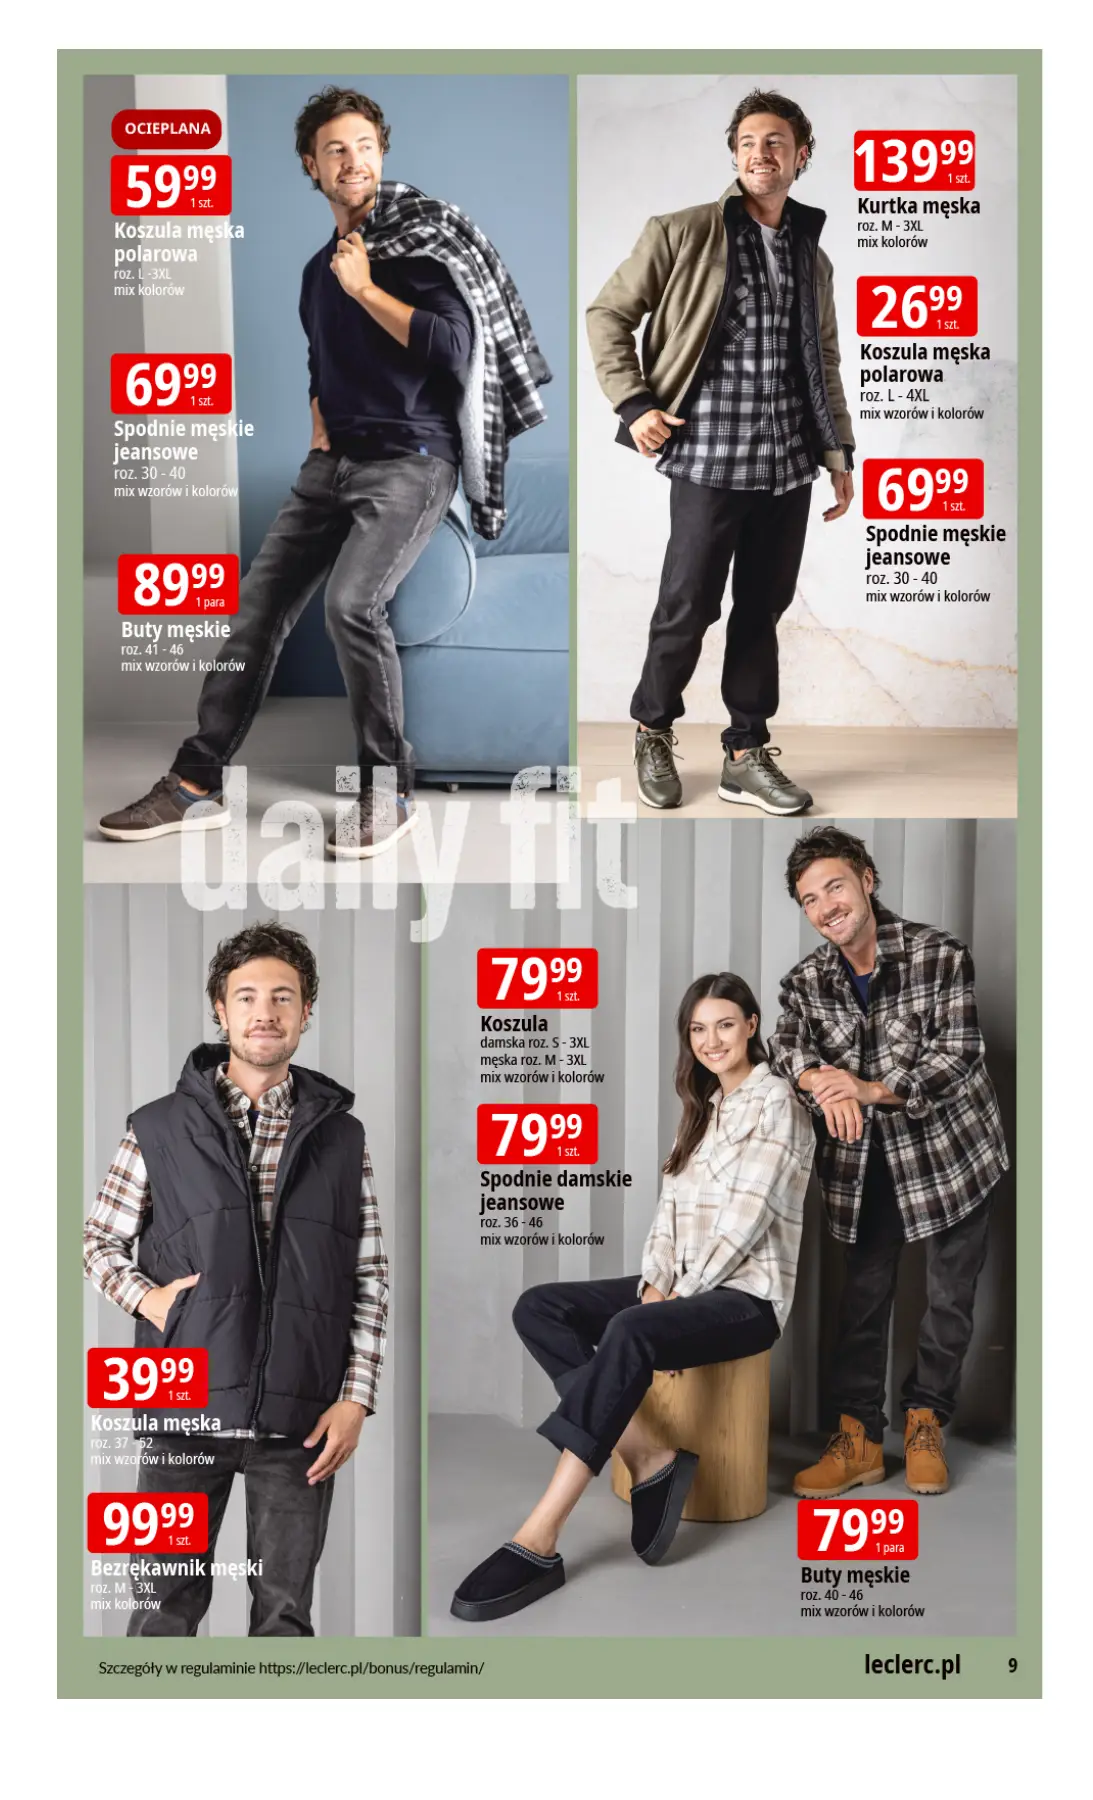 OCIEPLANA
59 99
1 szt.
Koszula męska
polarowa
roz. L -3XL
mix kolorów
69 99
1 szt.
Spodnie męskie
jeansowe
roz. 30 - 40
mix wzorów i kolorów
89 99
1 para
Buty męskie
roz. 41 - 46
mix wzorów i kolorów
139 99
1 szt.
Kurtka męska
roz. M - 3XL
mix kolorów
26 99
1 szt.
Koszula męska
polarowa
roz. L - 4XL
mix wzorów i kolorów
69 99
1 szt.
Spodnie męskie
jeansowe
roz. 30 - 40
mix wzorów i kolorów
daily fit
39 99
1 szt.
Koszula męska
roz. 37 - 52
mix wzorów i kolorów
99 99
1 szt.
Bezrękawnik męski
roz. M - 3XL
mix kolorów
79 99
1 szt.
Koszula
damska roz. S - 3XL
męska roz. M - 3XL
mix wzorów i kolorów
79 99
1 szt.
Spodnie damskie
jeansowe
roz. 36 - 46
mix wzorów i kolorów
79 99
1 para
Buty męskie
roz. 40 - 46
mix wzorów i kolorów
Szczegóły w regulaminie https://leclerc.pl/bonus/regulamin/
leclerc.pl 9